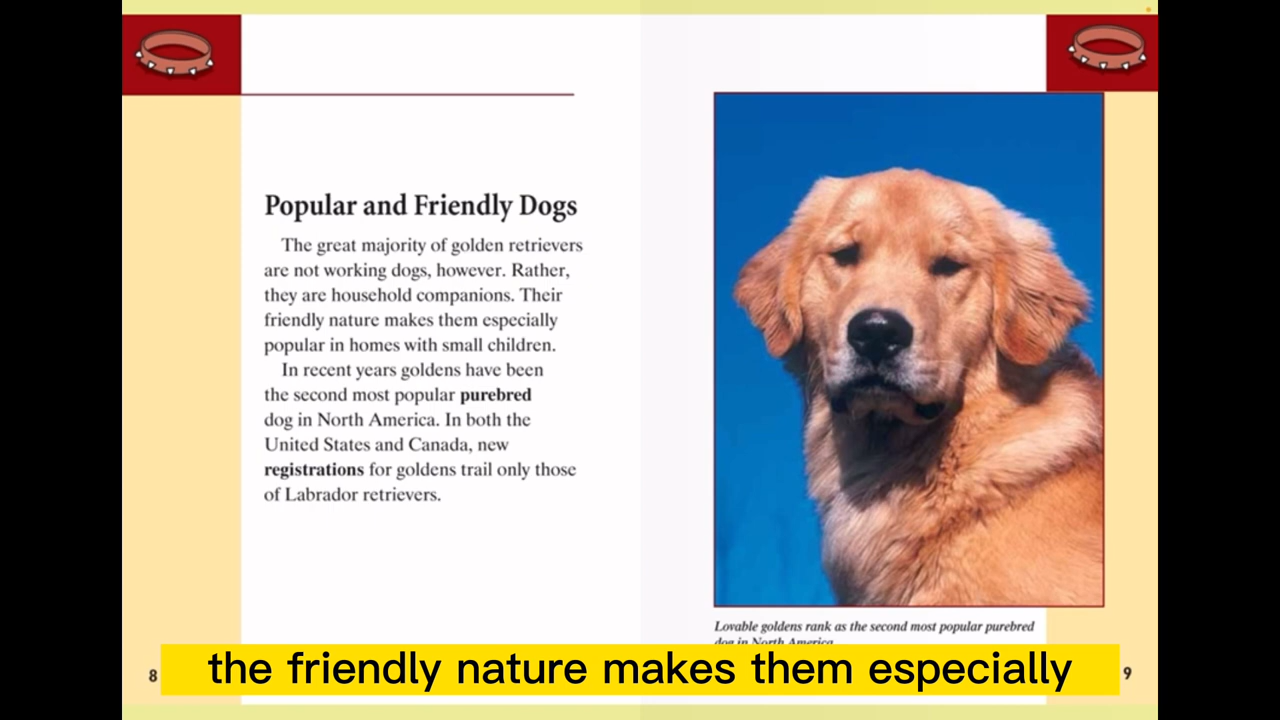 Popular and Friendly Dogs
The great majority of golden retrievers
are not working dogs, however. Rather,
they are household companions. Their
friendly nature makes them especially
popular in homes with small children.
In recent years goldens have been
the second most popular purebred
dog in North America. In both the
United States and Canada, new
registrations for goldens trail only those
of Labrador retrievers.
8
Lovable goldens rank as the second most popular purebred
dog in North America.
9
the friendly nature makes them especially